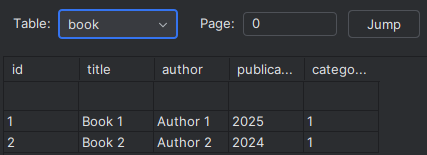 Table: book Page: 0 Jump
id title author publica... catego...
1 Book 1 Author 1 2025 1
2 Book 2 Author 2 2024 1